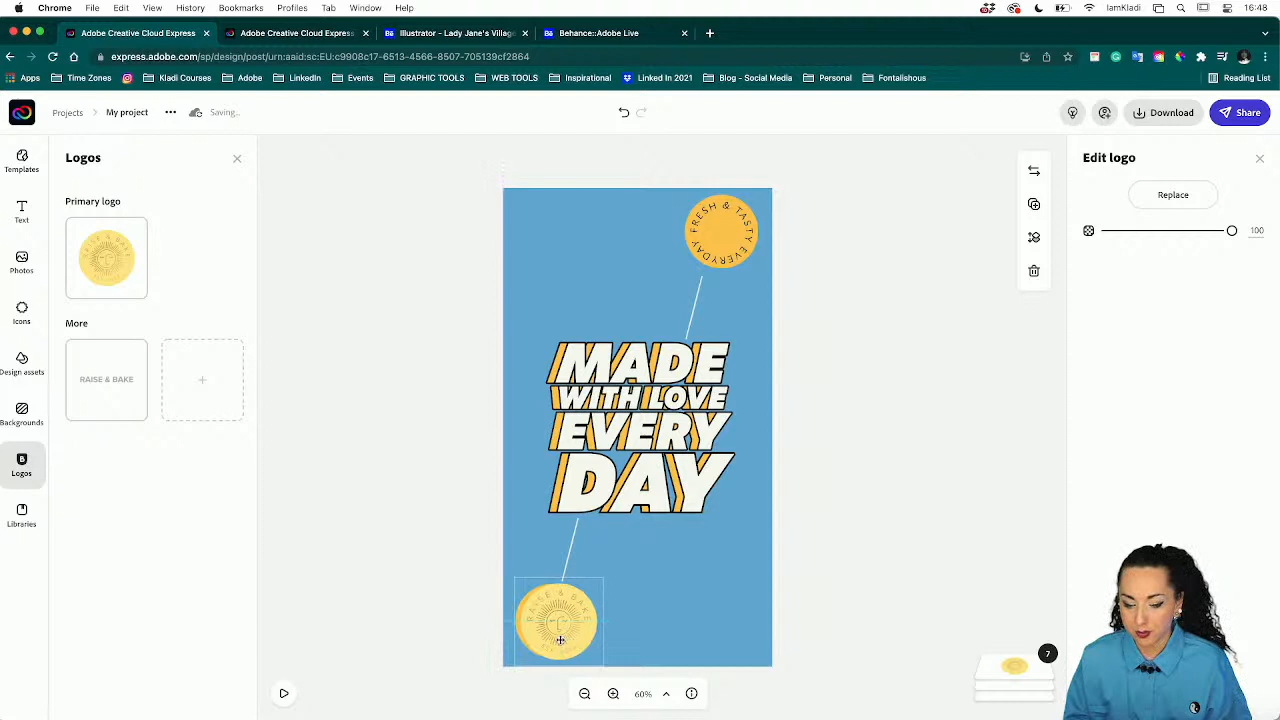 Chrome File Edit View History Bookmarks Profiles Tab Window Help IamKladi 16:48
Adobe Creative Cloud Express Adobe Creative Cloud Express Illustrator - Lady Jane's Villag Behance::Adobe Live
express.adobe.com/sp/design/post/urn:aaid:sc:EU:c9908c17-6513-4566-8507-705139cf2864
Apps Time Zones Kladi Courses Adobe LinkedIn Events GRAPHIC TOOLS WEB TOOLS Inspirational Linked In 2021 Blog - Social Media Personal Fontalishous Reading List
Projects My project Saving.. Download Share
Logos
Edit logo
Templates
Primary logo
Replace
Text
100
RAISE & BAKE
Photos
Icons
More
Design assets
RAISE & BAKE
Backgrounds
Logos
Libraries
FRESH & TASTY EVERYDAY
MADE
WITH LOVE
EVERY
DAY
RAISE & BAKE
7
60%